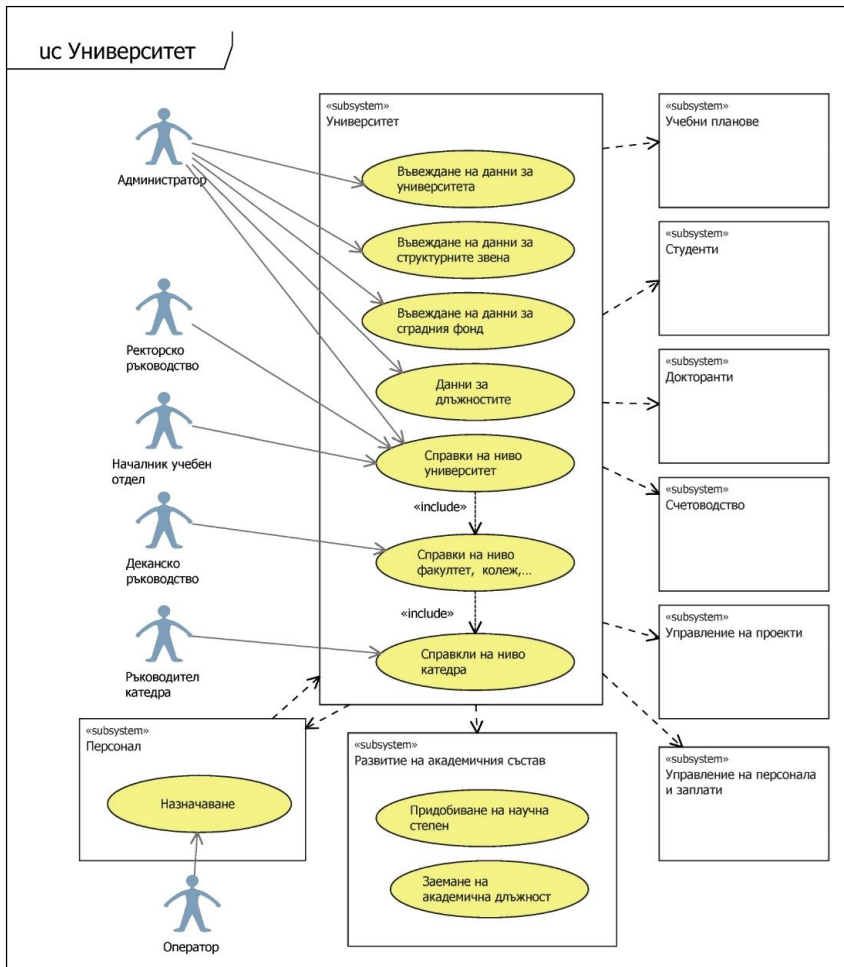 uc Университет
Администратор
Ректорско
ръководство
Началник учебен
отдел
Деканско
ръководство
Ръководител
катедра
«subsystem»
Университет
Въвеждане на данни за
университета
Въвеждане на данни за
структурните звена
Въвеждане на данни за
сградния фонд
Данни за
длъжностите
Справки на ниво
университет
«include»
Справки на ниво
факултет, колеж,...
«include»
Справкли на ниво
катедра
«subsystem»
Учебни планове
«subsystem»
Студенти
«subsystem»
Докторанти
«subsystem»
Счетоводство
«subsystem»
Управление на проекти
«subsystem»
Управление на персонала
и заплати
«subsystem»
Персонал
Назначаване
Оператор
«subsystem»
Развитие на академичния състав
Придобиване на научна
степен
Заемане на
академична длъжност